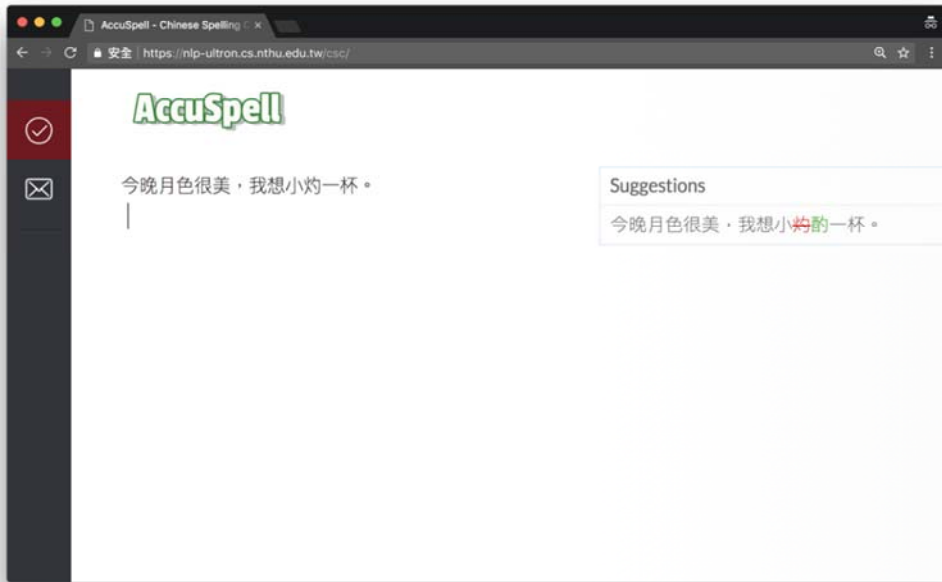 AccuSpell - Chinese Spelling C
安全 https://nlp-ultron.cs.nthu.edu.tw/csc/
AccuSpell
今晚月色很美，我想小灼一杯。
Suggestions
今晚月色很美，我想小灼酌一杯。